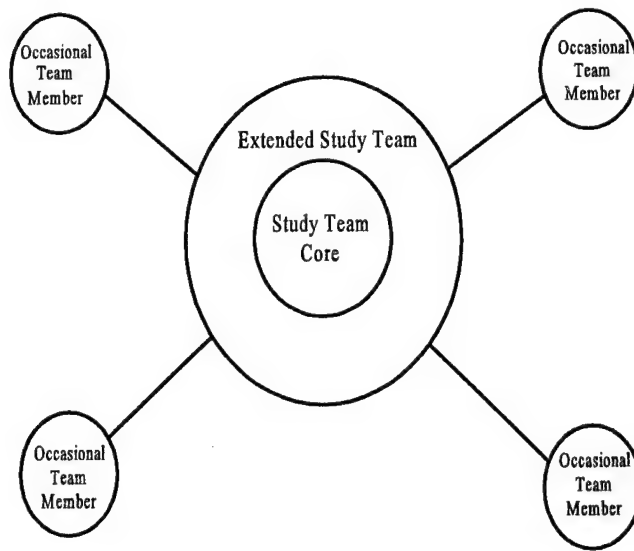 Occasional
Team
Member
Occasional
Team
Member
Extended Study Team
Study Team
Core
Occasional
Team
Member
Occasional
Team
Member